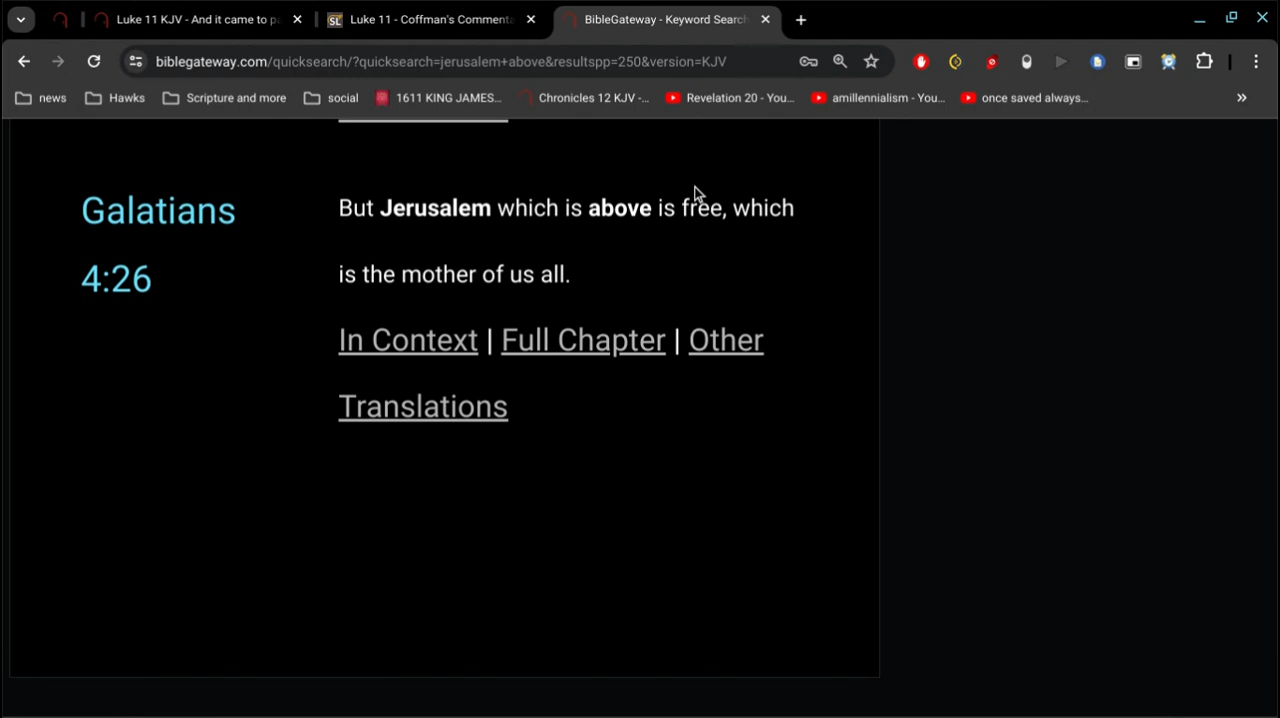 Luke 11 KJV - And it came to pa
SL Luke 11 - Coffman's Comment
BibleGateway - Keyword Search
biblegateway.com/quicksearch/?quicksearch=jerusalem+above&resultspp=250&version=KJV
news Hawks Scripture and more social 1611 KING JAMES... Chronicles 12 KJV -... Revelation 20 - You... amillennialism - You... once saved always...
Galatians
4:26
But Jerusalem which is above is free, which
is the mother of us all.
In Context | Full Chapter | Other
Translations